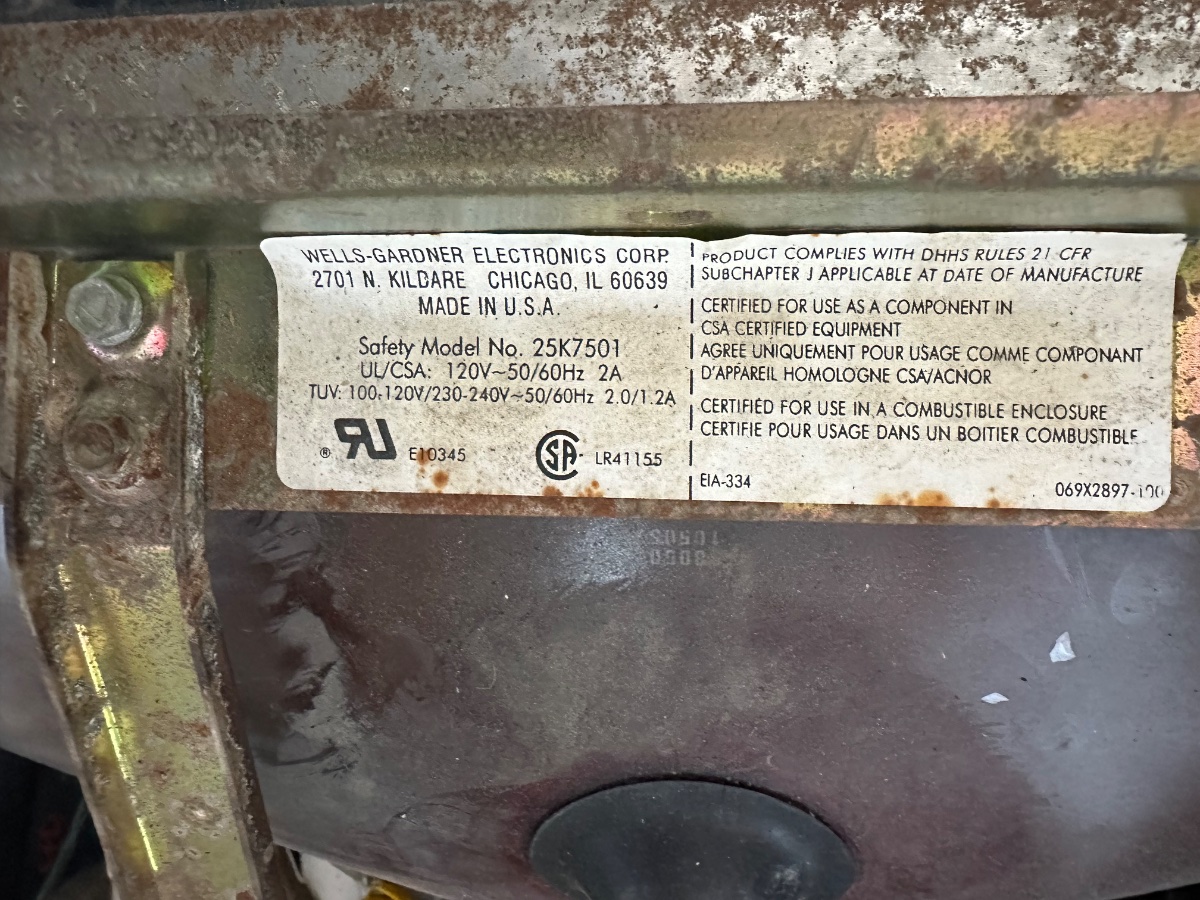 WELLS-GARDNER ELECTRONICS CORP.
2701 N. KILDARE CHICAGO, IL 60639
MADE IN U.S.A.
Safety Model No. 25K7501
UL/CSA: 120V~50/60Hz 2A
TUV: 100-120V/230-240V~50/60Hz 2.0/1.2A
® RU E10345
SA LR41155
PRODUCT COMPLIES WITH DHHS RULES 21 CFR
SUBCHAPTER J APPLICABLE AT DATE OF MANUFACTURE
CERTIFIED FOR USE AS A COMPONENT IN
CSA CERTIFIED EQUIPMENT
AGREE UNIQUEMENT POUR USAGE COMME COMPONANT
D'APPAREIL HOMOLOGNE CSA/ACNOR
CERTIFIED FOR USE IN A COMBUSTIBLE ENCLOSURE
CERTIFIE POUR USAGE DANS UN BOITIER COMBUSTIBLE
EIA-334
069X2897-100